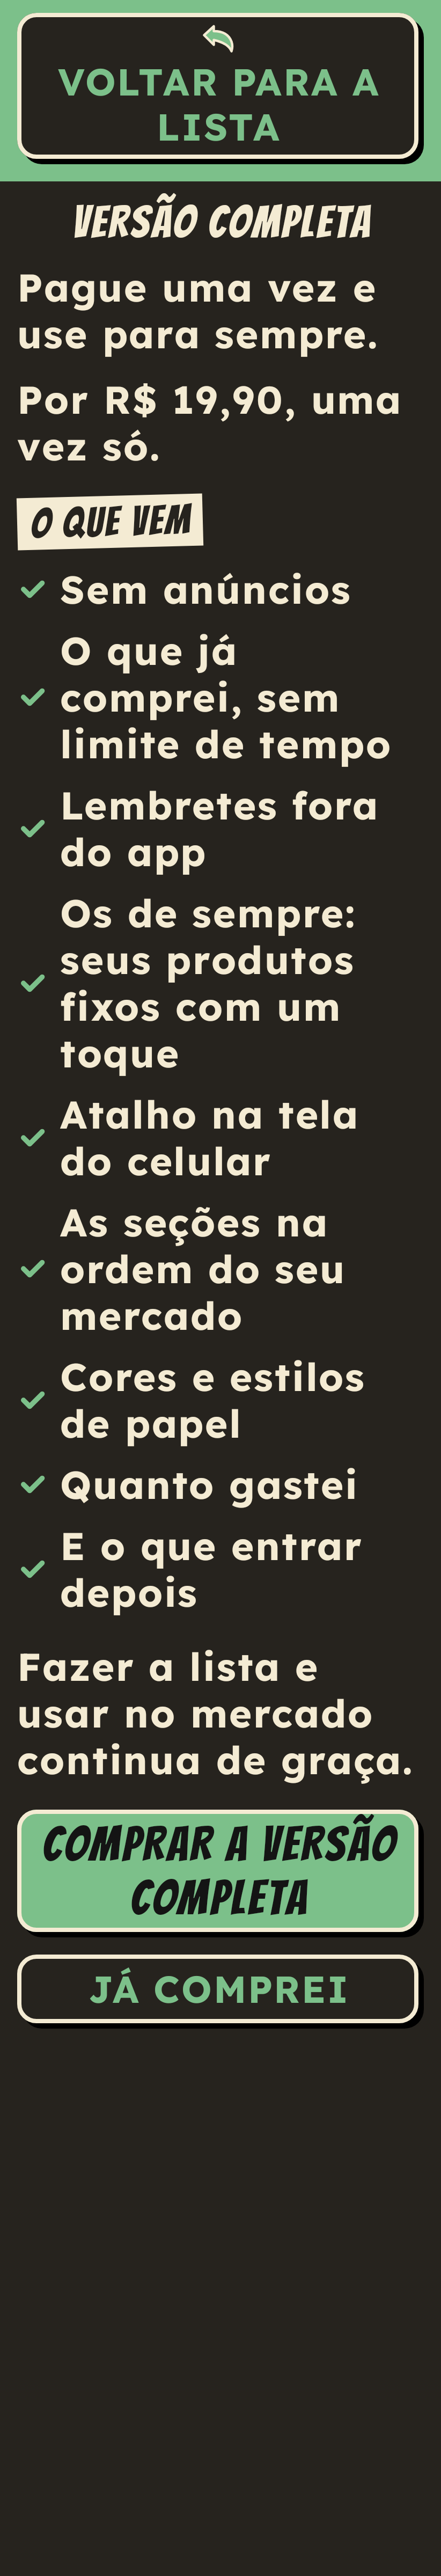 VOLTAR PARA A
LISTA
VERSÃO COMPLETA
Pague uma vez e
use para sempre.
Por R$ 19,90, uma
vez só.
O QUE VEM
Sem anúncios
O que já
comprei, sem
limite de tempo
Lembretes fora
do app
Os de sempre:
seus produtos
fixos com um
toque
Atalho na tela
do celular
As seções na
ordem do seu
mercado
Cores e estilos
de papel
Quanto gastei
E o que entrar
depois
Fazer a lista e
usar no mercado
continua de graça.
COMPRAR A VERSÃO
COMPLETA
JÁ COMPREI